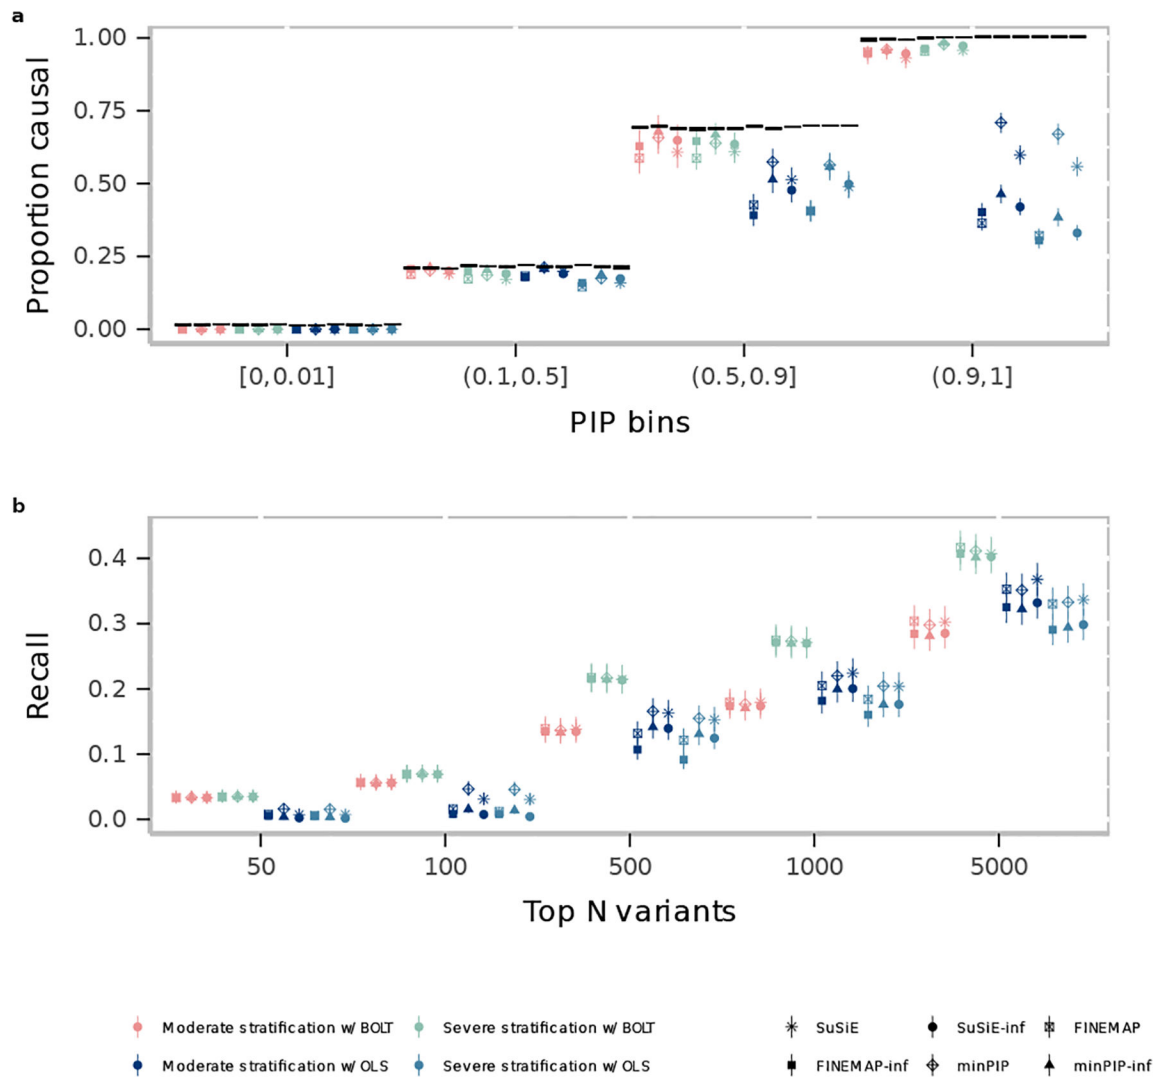 a
1.00
0.75
0.50
0.25
0.00
Proportion causal
[0,0.01] (0.1,0.5] (0.5,0.9] (0.9,1]
PIP bins
b
0.4
0.3
0.2
0.1
0.0
Recall
50 100 500 1000 5000
Top N variants
Moderate stratification w/ BOLT Severe stratification w/ BOLT SuSiE SuSiE-inf FINEMAP
Moderate stratification w/ OLS Severe stratification w/ OLS FINEMAP-inf minPIP minPIP-inf